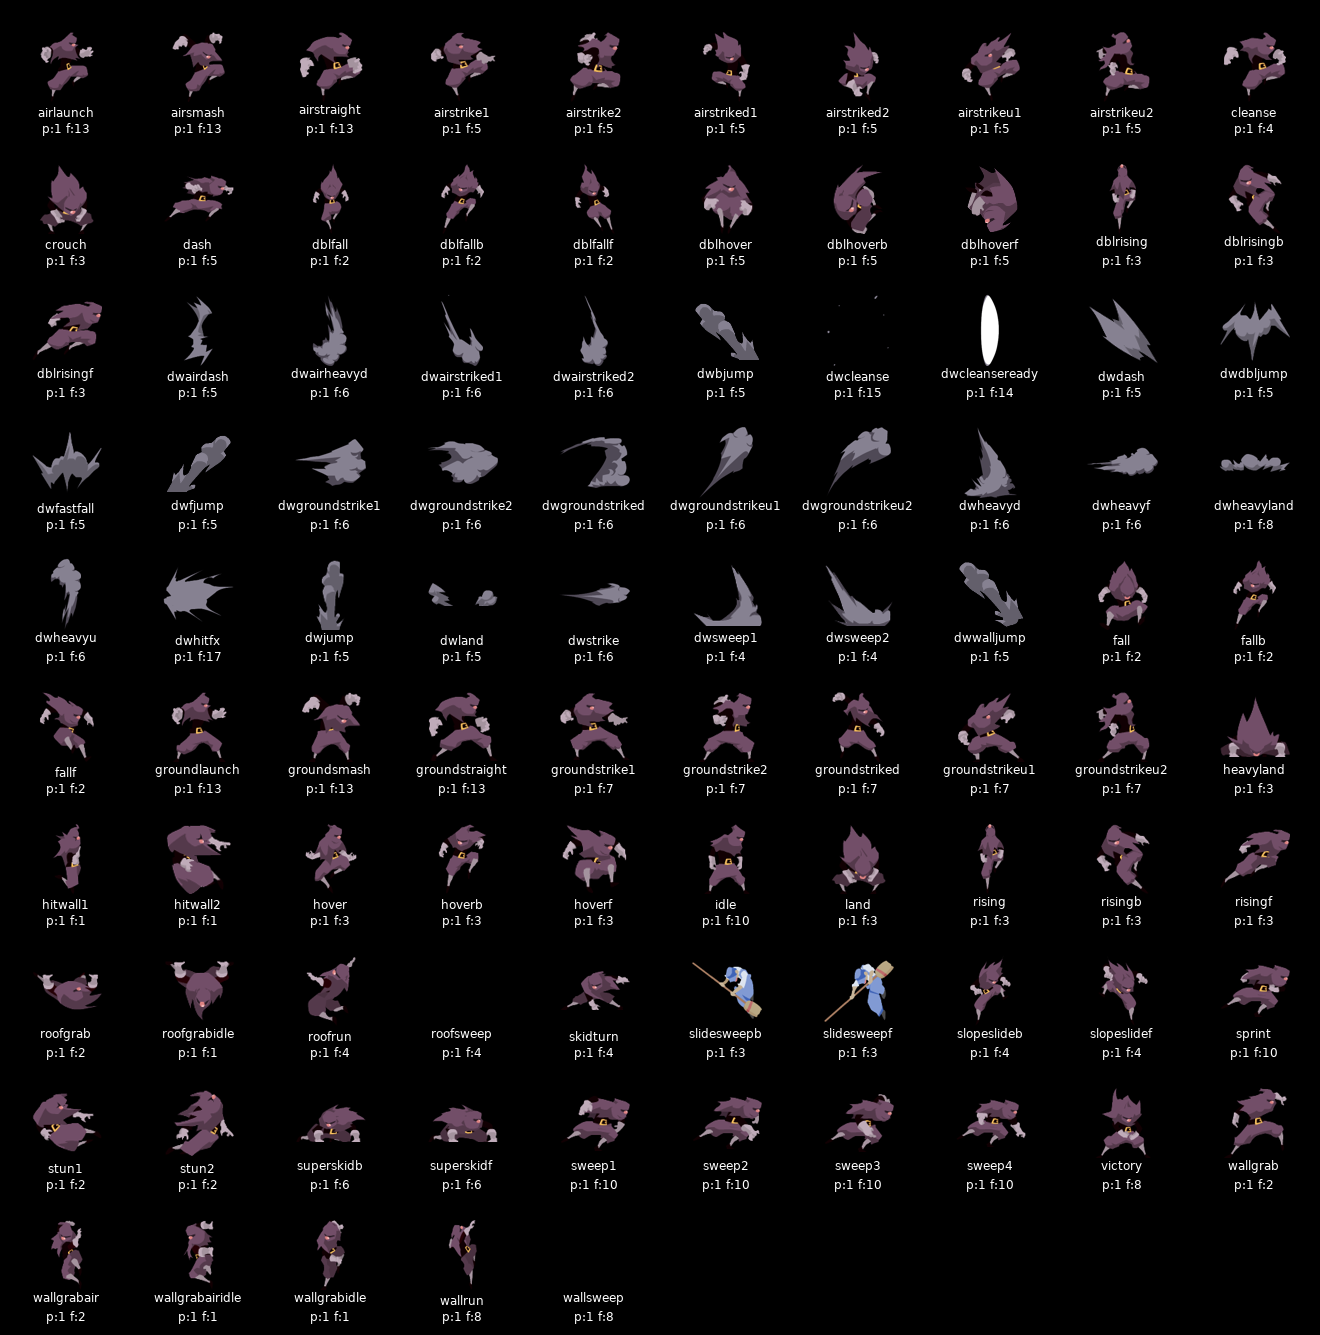 airlaunch airsmash airstraight airstrike1 airstrike2 airstriked1 airstriked2 airstrikeu1 airstrikeu2 cleanse
p:1 f:13 p:1 f:13 p:1 f:13 p:1 f:5 p:1 f:5 p:1 f:5 p:1 f:5 p:1 f:5 p:1 f:5 p:1 f:4
crouch dash dblfall dblfallb dblfallf dblhover dblhoverb dblhoverf dblrising dblrisingb
p:1 f:3 p:1 f:5 p:1 f:2 p:1 f:2 p:1 f:2 p:1 f:5 p:1 f:5 p:1 f:5 p:1 f:3 p:1 f:3
dblrisingf dwairdash dwairheavyd dwairstriked1 dwairstriked2 dwbjump dwcleanse dwcleanseready dwdash dwdbljump
p:1 f:3 p:1 f:5 p:1 f:6 p:1 f:6 p:1 f:6 p:1 f:5 p:1 f:15 p:1 f:14 p:1 f:5 p:1 f:5
dwfastfall dwfjump dwgroundstrike1 dwgroundstrike2 dwgroundstriked dwgroundstrikeu1 dwgroundstrikeu2 dwheavyd dwheavyf dwheavyland
p:1 f:5 p:1 f:5 p:1 f:6 p:1 f:6 p:1 f:6 p:1 f:6 p:1 f:6 p:1 f:6 p:1 f:6 p:1 f:8
dwheavyu dwhitfx dwjump dwland dwstrike dwsweep1 dwsweep2 dwwalljump fall fallb
p:1 f:6 p:1 f:17 p:1 f:5 p:1 f:5 p:1 f:6 p:1 f:4 p:1 f:4 p:1 f:5 p:1 f:2 p:1 f:2
fallf groundlaunch groundsmash groundstraight groundstrike1 groundstrike2 groundstriked groundstrikeu1 groundstrikeu2 heavyland
p:1 f:2 p:1 f:13 p:1 f:13 p:1 f:13 p:1 f:7 p:1 f:7 p:1 f:7 p:1 f:7 p:1 f:7 p:1 f:3
hitwall1 hitwall2 hover hoverb hoverf idle land rising risingb risingf
p:1 f:1 p:1 f:1 p:1 f:3 p:1 f:3 p:1 f:3 p:1 f:10 p:1 f:3 p:1 f:3 p:1 f:3 p:1 f:3
roofgrab roofgrabidle roofrun roofsweep skidturn slidesweepb slidesweepf slopeslideb slopeslidef sprint
p:1 f:2 p:1 f:1 p:1 f:4 p:1 f:4 p:1 f:4 p:1 f:3 p:1 f:3 p:1 f:4 p:1 f:4 p:1 f:10
stun1 stun2 superskidb superskidf sweep1 sweep2 sweep3 sweep4 victory wallgrab
p:1 f:2 p:1 f:2 p:1 f:6 p:1 f:6 p:1 f:10 p:1 f:10 p:1 f:10 p:1 f:10 p:1 f:8 p:1 f:2
wallgrabair wallgrabairidle wallgrabidle wallrun wallsweep
p:1 f:2 p:1 f:1 p:1 f:1 p:1 f:8 p:1 f:8